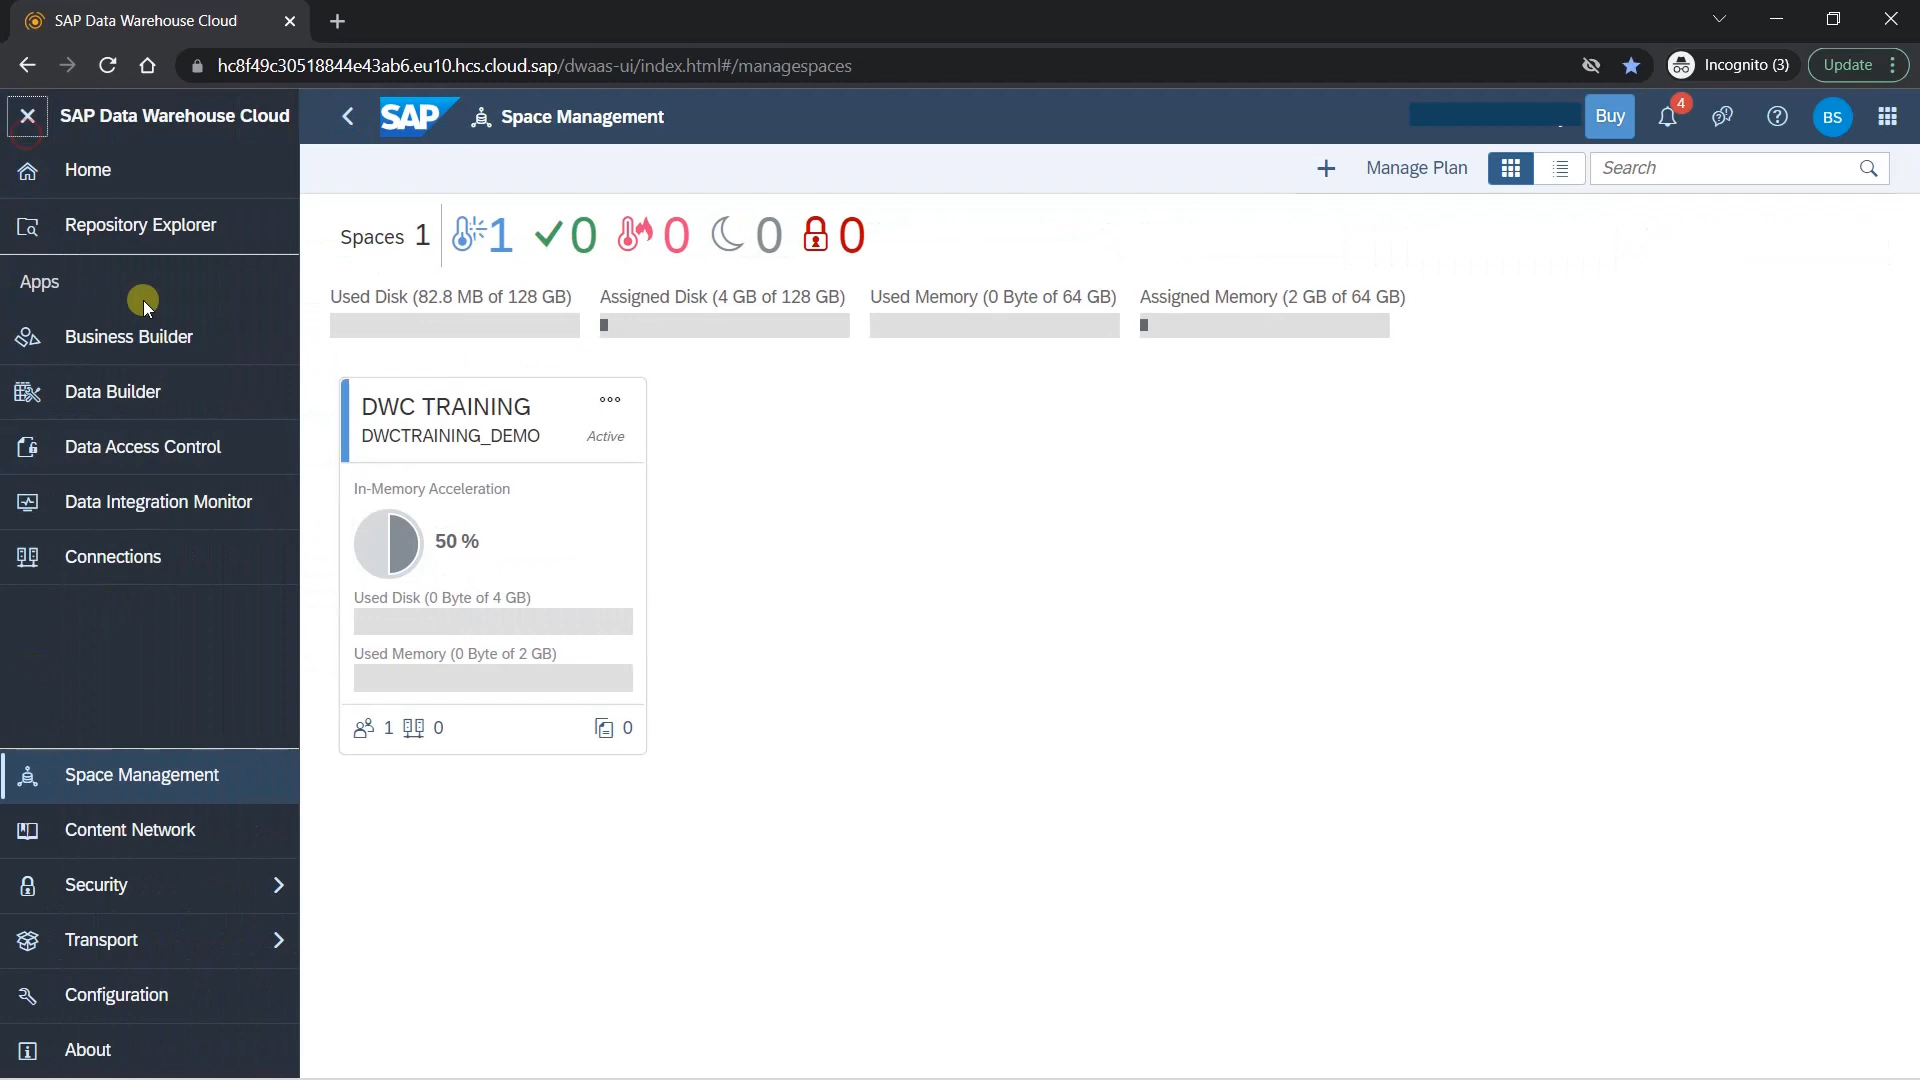 SAP Data Warehouse Cloud
hc8f49c30518844e43ab6.eu10.hcs.cloud.sap/dwaas-ui/index.html#/managespaces
Incognito (3)
Update
SAP Data Warehouse Cloud
SAP
Space Management
Buy
4
BS
Home
Repository Explorer
Apps
Business Builder
Data Builder
Data Access Control
Data Integration Monitor
Connections
Space Management
Content Network
Security
Transport
Configuration
About
Manage Plan
Search
Spaces 1
1 0 0 0 0
Used Disk (82.8 MB of 128 GB)
Assigned Disk (4 GB of 128 GB)
Used Memory (0 Byte of 64 GB)
Assigned Memory (2 GB of 64 GB)
DWC TRAINING
DWCTRAINING_DEMO
Active
In-Memory Acceleration
50 %
Used Disk (0 Byte of 4 GB)
Used Memory (0 Byte of 2 GB)
1 0 0